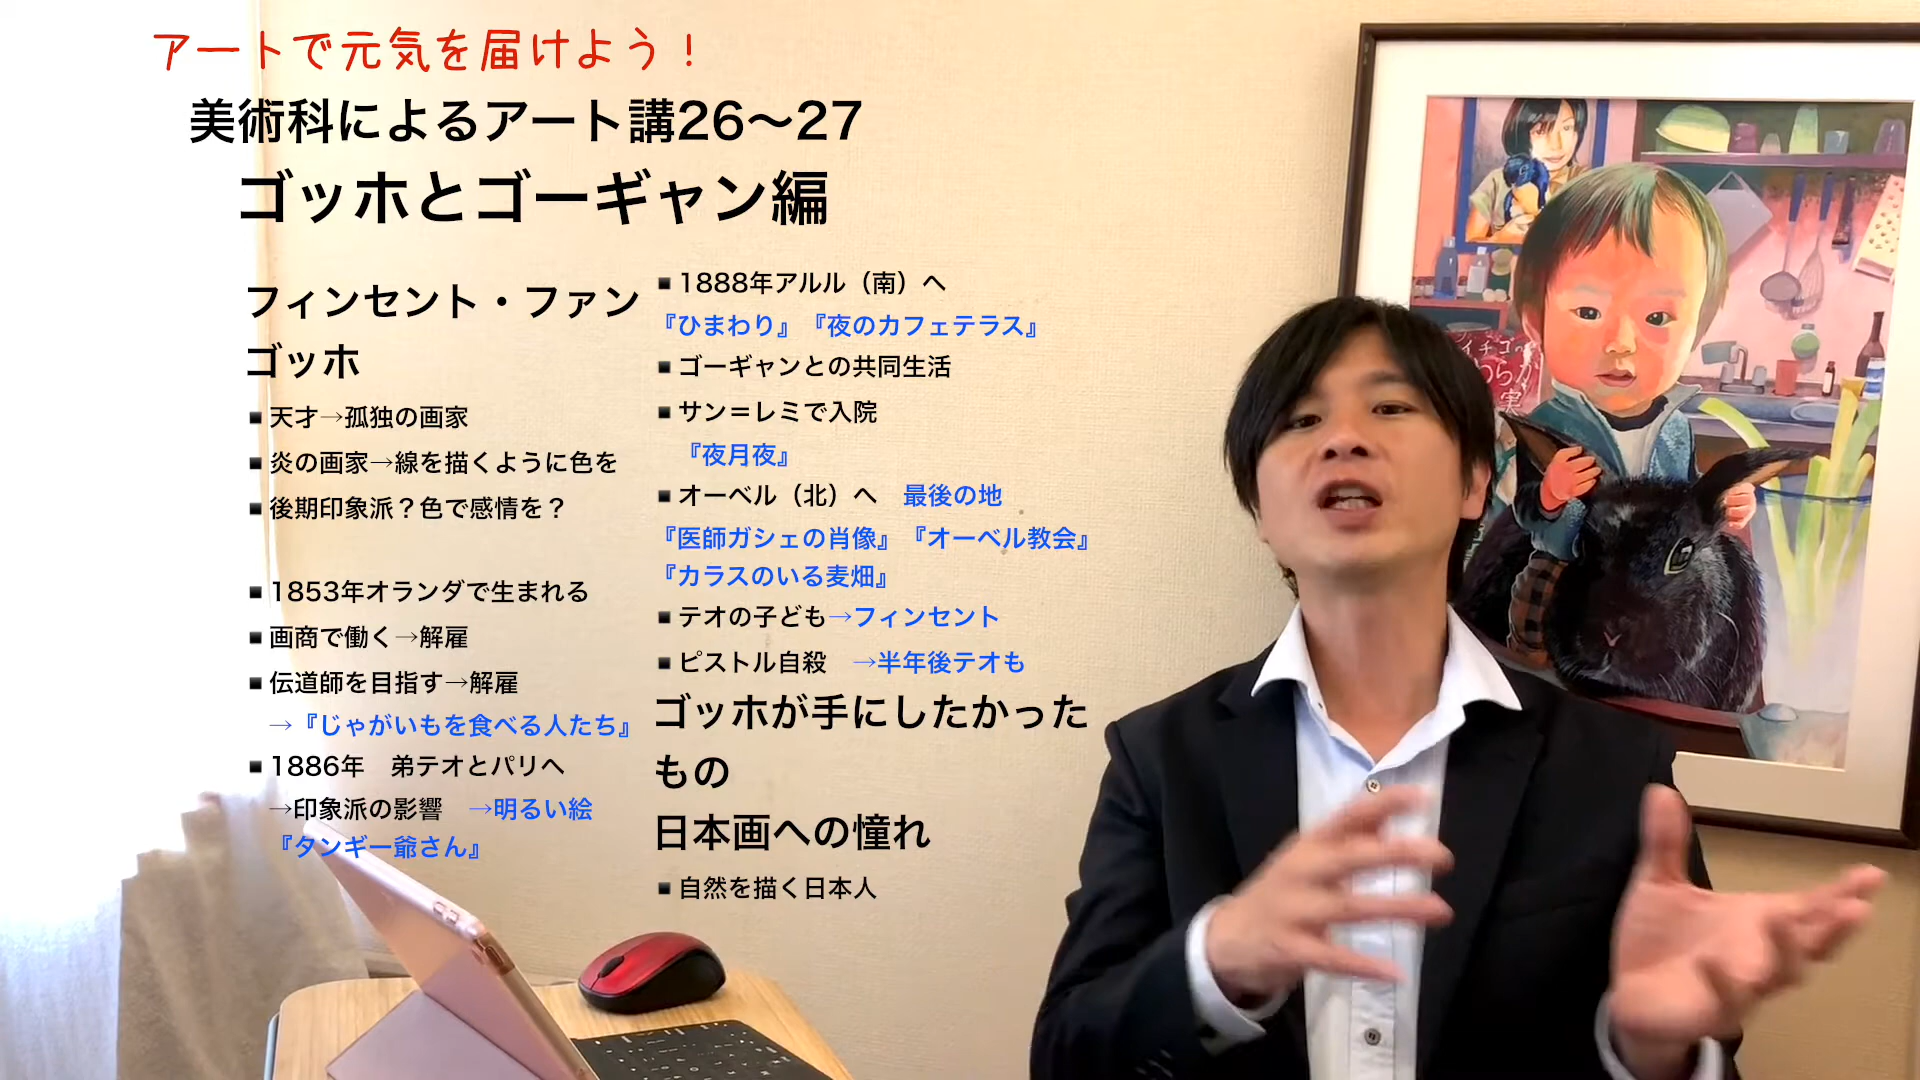 アートで元気を届けよう！
美術科によるアート講26〜27
ゴッホとゴーギャン編
フィンセント・ファン
ゴッホ
▪天才→孤独の画家
▪炎の画家→線を描くように色を
▪後期印象派？色で感情を？
▪1853年オランダで生まれる
▪画商で働く→解雇
▪伝道師を目指す→解雇
→『じゃがいもを食べる人たち』
▪1886年　弟テオとパリへ
→印象派の影響　→明るい絵
『タンギー爺さん』
▪1888年アルル（南）へ
『ひまわり』『夜のカフェテラス』
▪ゴーギャンとの共同生活
▪サン＝レミで入院
『夜月夜』
▪オーベル（北）へ　最後の地
『医師ガシェの肖像』『オーベル教会』
『カラスのいる麦畑』
▪テオの子ども→フィンセント
▪ピストル自殺　→半年後テオも
ゴッホが手にしたかった
もの
日本画への憧れ
▪自然を描く日本人